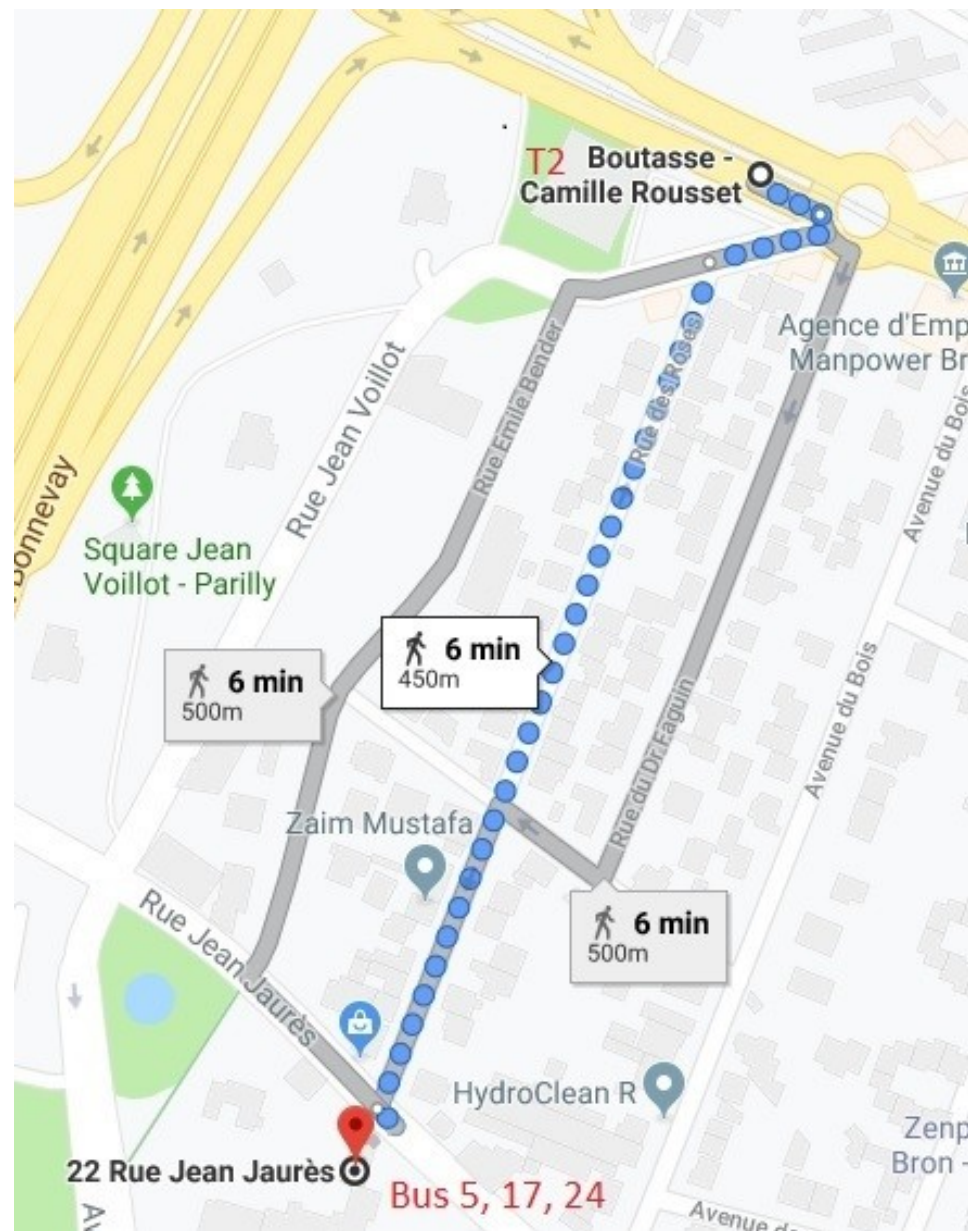 T2 Boutasse -
Camille Rousset
Agence d'Emp
Manpower Br
Rue Emile Bender
Rue des Roses
Rue Jean Voillot
Avenue du Bois
Bonnevay
Square Jean
Voillot - Parilly
6 min
500m
6 min
450m
Avenue du Bois
Rue du Dr Faguin
Zaim Mustafa
6 min
500m
Rue Jean Jaurès
HydroClean R
Zenp
Bron -
22 Rue Jean Jaurès
Bus 5, 17, 24
Avenue du Bois
Av